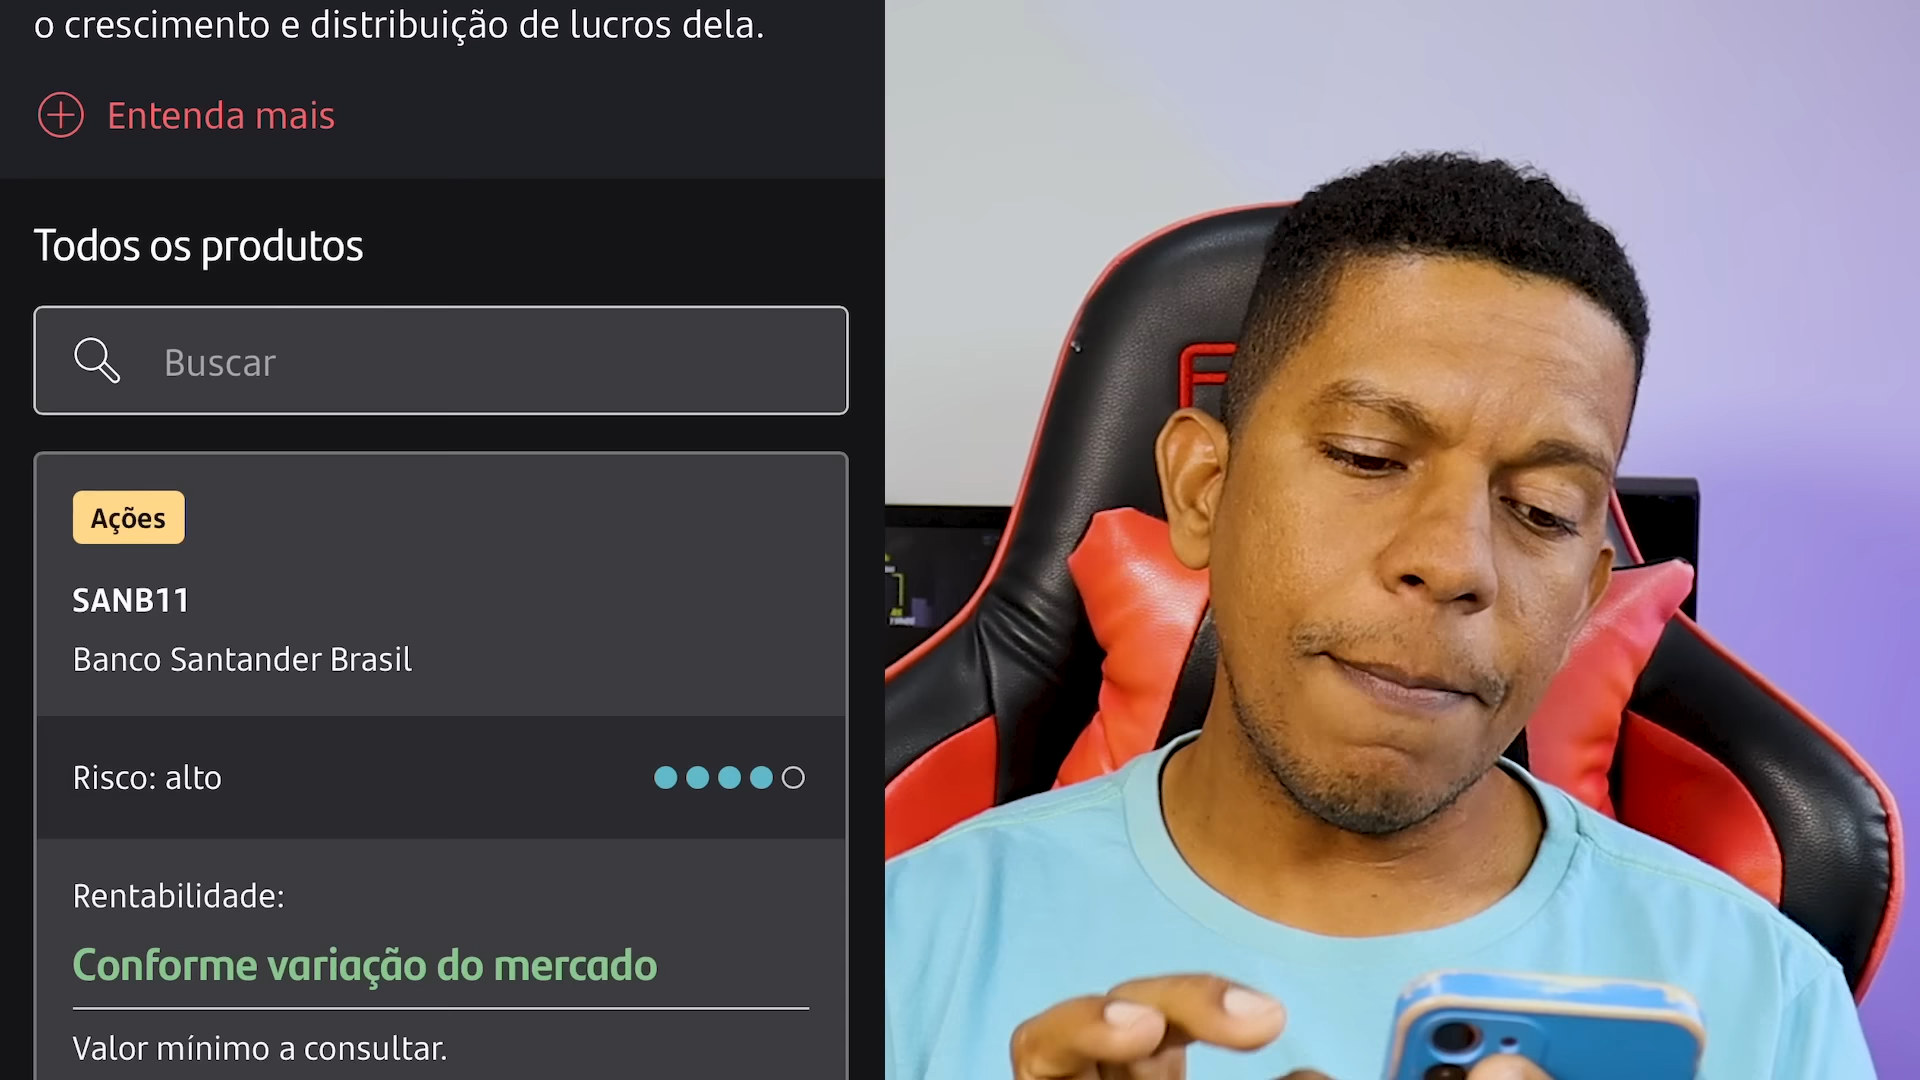 o crescimento e distribuição de lucros dela.
Entenda mais
Todos os produtos
Buscar
Ações
SANB11
Banco Santander Brasil
Risco: alto
Rentabilidade:
Conforme variação do mercado
Valor mínimo a consultar.